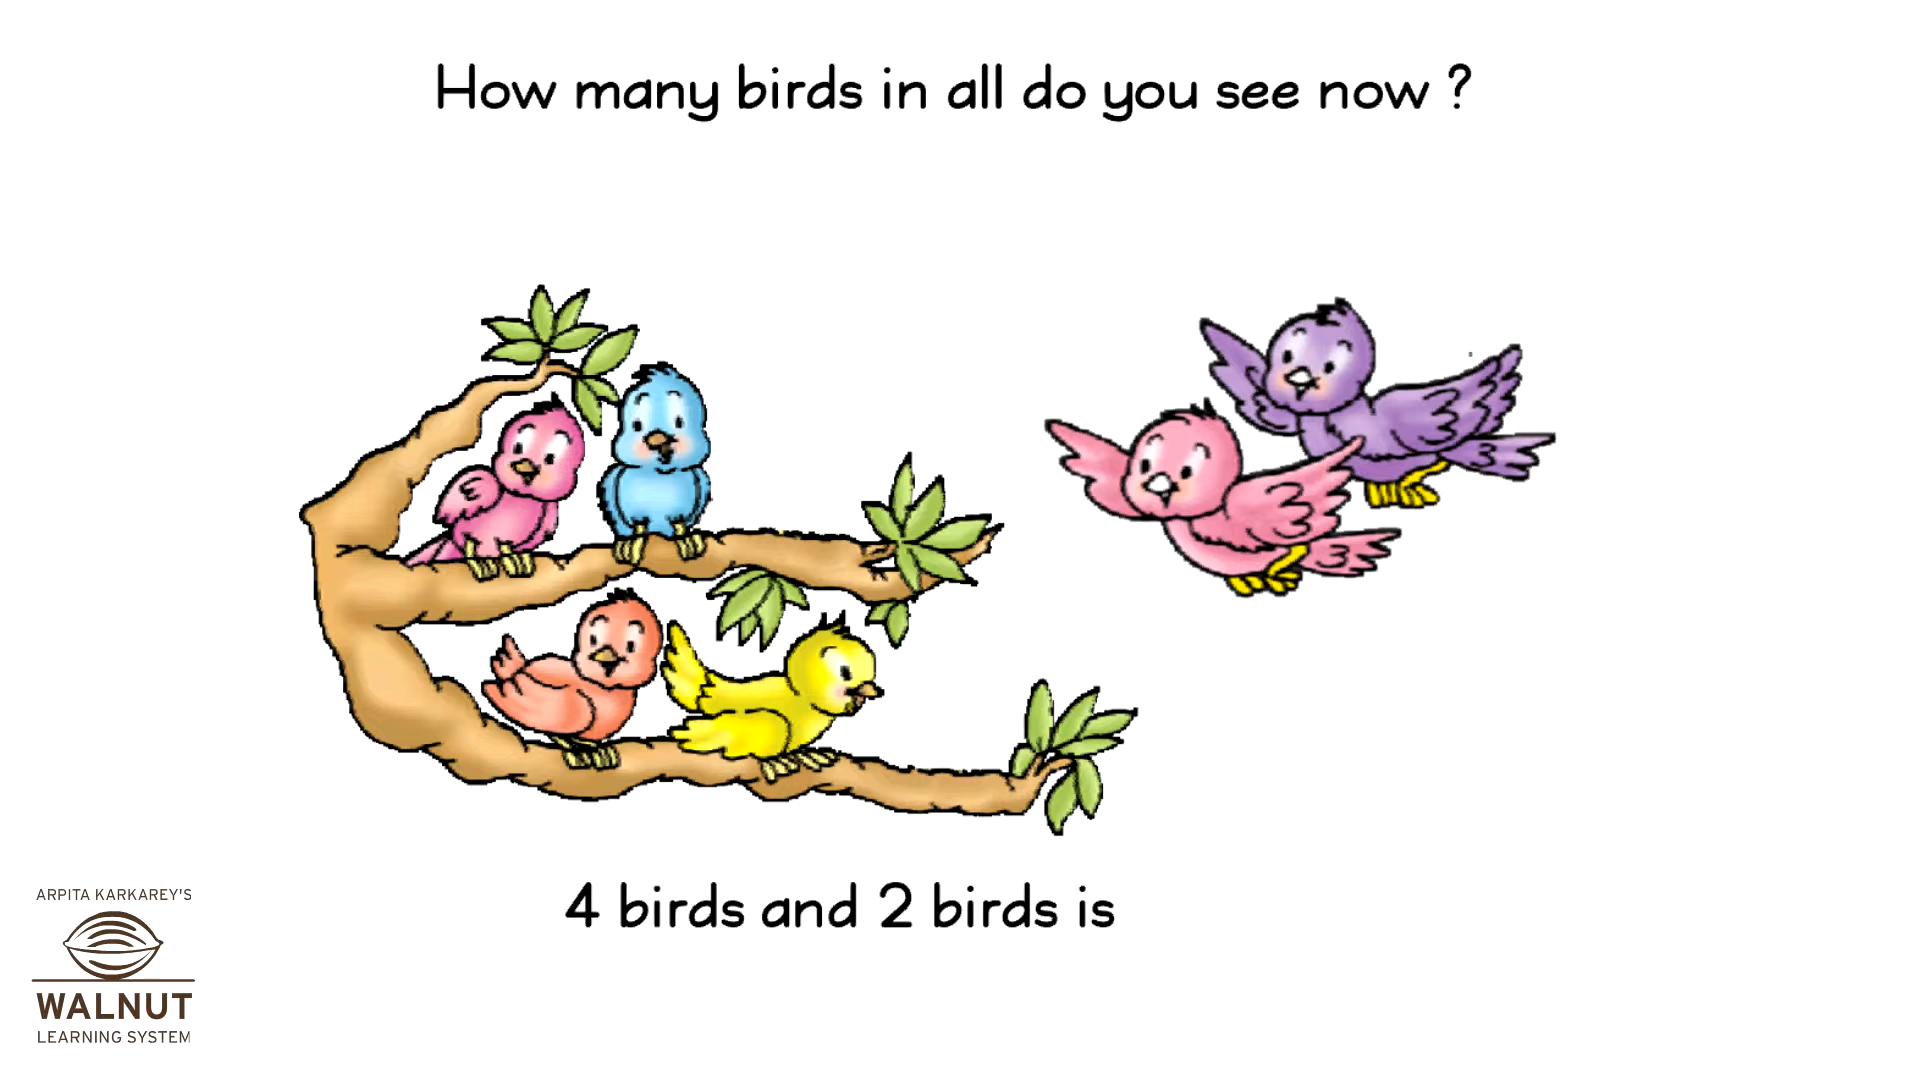 How many birds in all do you see now ?
4 birds and 2 birds is
ARPITA KARKAREY'S
WALNUT
LEARNING SYSTEM